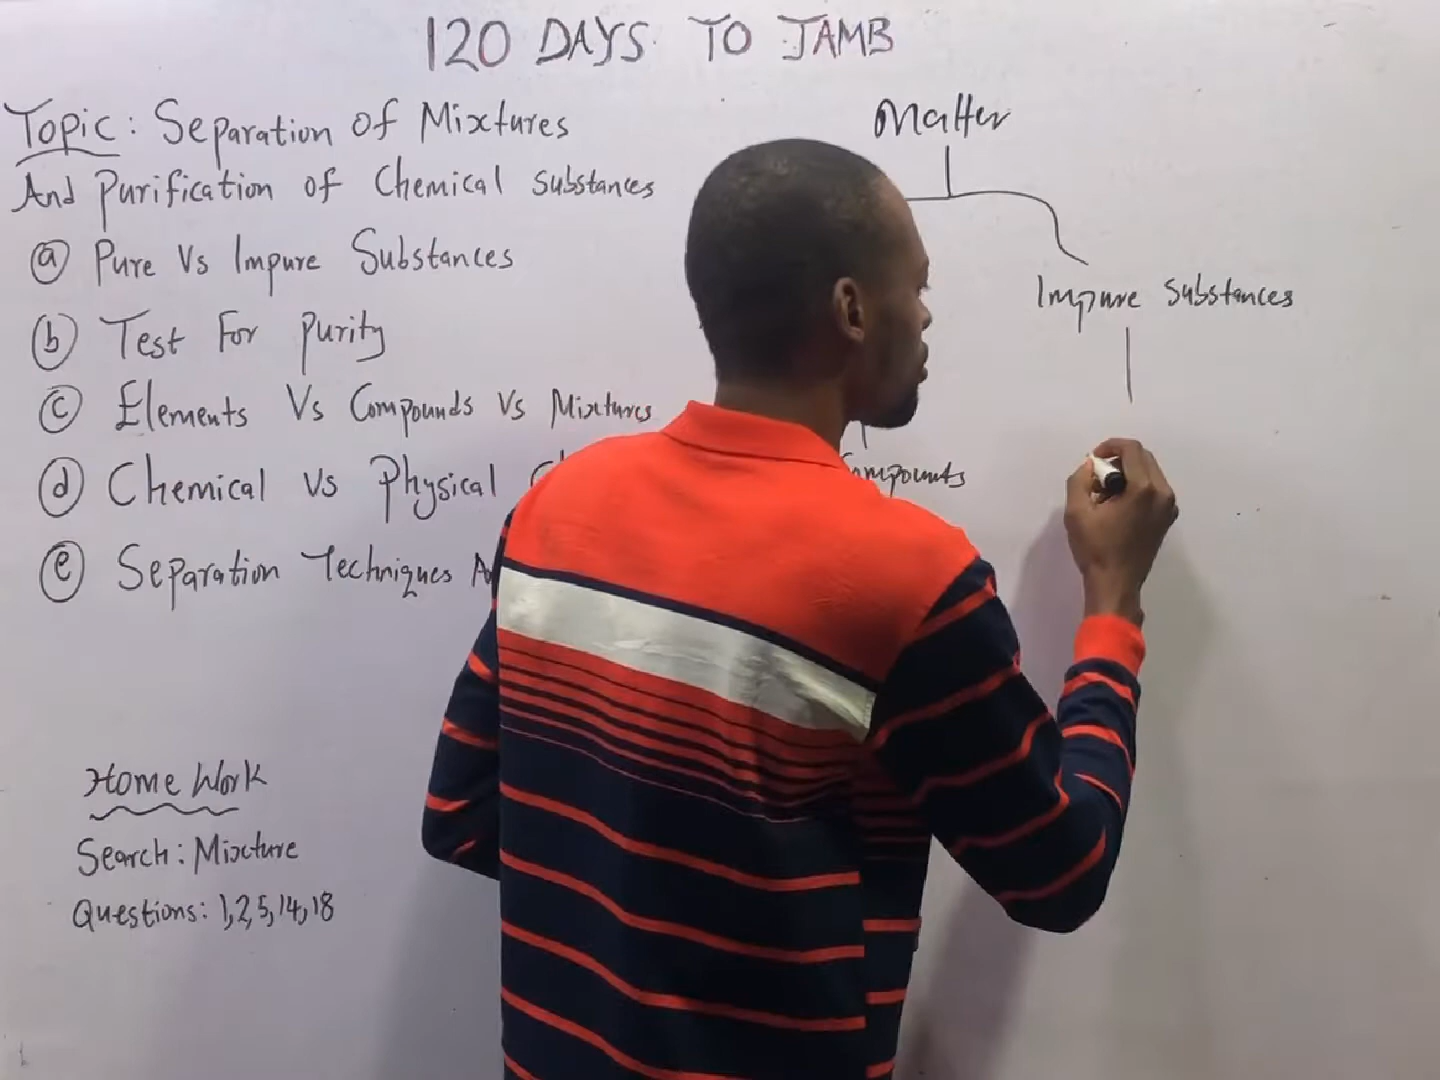 120 DAYS TO JAMB
Topic: Separation of Mixtures
And Purification of Chemical Substances
(a) Pure Vs Impure Substances
(b) Test For Purity
(c) Elements Vs Compounds Vs Mixtures
(d) Chemical Vs Physical
(e) Separation Techniques
Home Work
Search: Mixture
Questions: 1,2,5,14,18
Matter
Impure Substances
ompounds